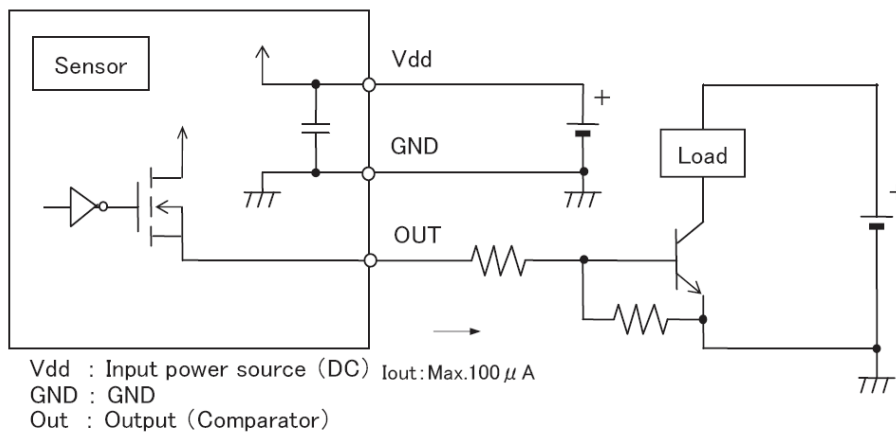 Sensor
Vdd
+
GND
Load
OUT
Vdd : Input power source (DC)
Iout:Max.100 μ A
GND : GND
Out : Output (Comparator)